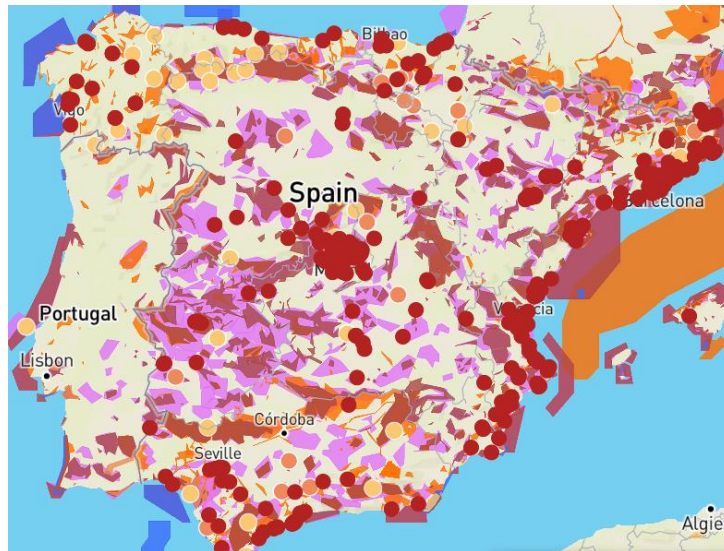 Bilbao
Vigo
Spain
Barcelona
Valencia
Portugal
Lisbon
Córdoba
Seville
Algie